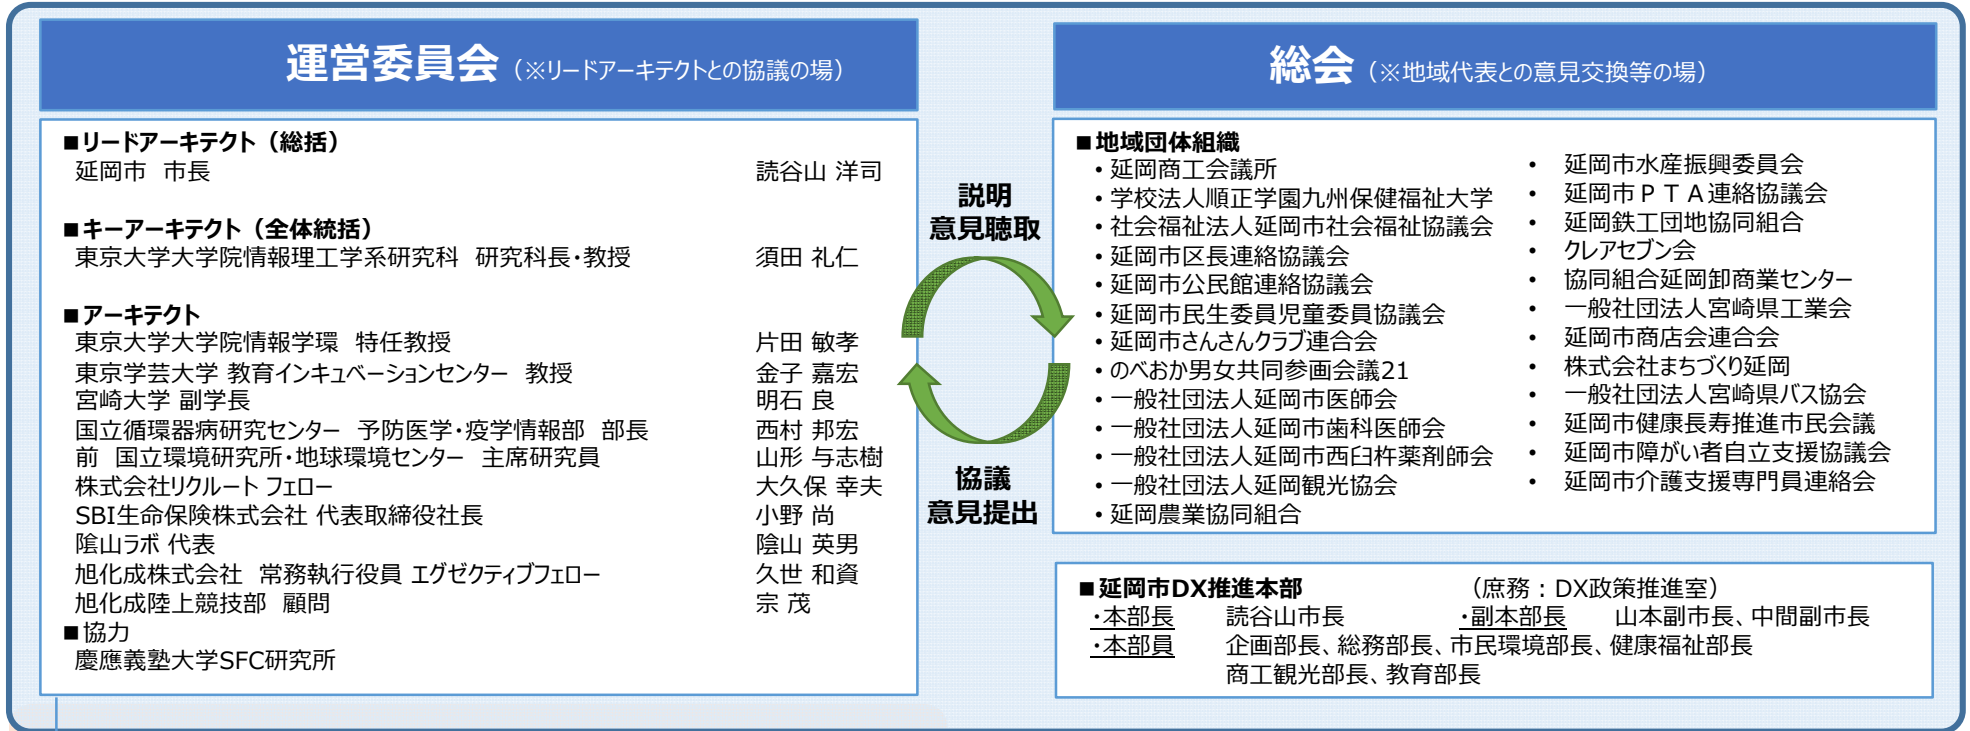 運営委員会（※リードアーキテクトとの協議の場）
■リードアーキテクト（総括）
延岡市　市長　読谷山 洋司
■キーアーキテクト（全体統括）
東京大学大学院情報理工学系研究科　研究科長・教授　須田 礼仁
■アーキテクト
東京大学大学院情報学環　特任教授　片田 敏孝
東京学芸大学 教育インキュベーションセンター　教授　金子 嘉宏
宮崎大学 副学長　明石 良
国立循環器病研究センター　予防医学・疫学情報部　部長　西村 邦宏
前　国立環境研究所・地球環境センター　主席研究員　山形 与志樹
株式会社リクルート フェロー　大久保 幸夫
SBI生命保険株式会社 代表取締役社長　小野 尚
陰山ラボ 代表　陰山 英男
旭化成株式会社　常務執行役員 エグゼクティブフェロー　久世 和資
旭化成陸上競技部　顧問　宗 茂
■協力
慶應義塾大学SFC研究所
説明
意見聴取
協議
意見提出
総会（※地域代表との意見交換等の場）
■地域団体組織
・延岡商工会議所
・学校法人順正学園九州保健福祉大学
・社会福祉法人延岡市社会福祉協議会
・延岡市区長連絡協議会
・延岡市公民館連絡協議会
・延岡市民生委員児童委員協議会
・延岡市さんさんクラブ連合会
・のべおか男女共同参画会議21
・一般社団法人延岡市医師会
・一般社団法人延岡市歯科医師会
・一般社団法人延岡市西臼杵薬剤師会
・一般社団法人延岡観光協会
・延岡農業協同組合
・延岡市水産振興委員会
・延岡市ＰＴＡ連絡協議会
・延岡鉄工団地協同組合
・クレアセブン会
・協同組合延岡卸商業センター
・一般社団法人宮崎県工業会
・延岡市商店会連合会
・株式会社まちづくり延岡
・一般社団法人宮崎県バス協会
・延岡市健康長寿推進市民会議
・延岡市障がい者自立支援協議会
・延岡市介護支援専門員連絡会
■延岡市DX推進本部　（庶務：DX政策推進室）
・本部長　読谷山市長　・副本部長　山本副市長、中間副市長
・本部員　企画部長、総務部長、市民環境部長、健康福祉部長
商工観光部長、教育部長